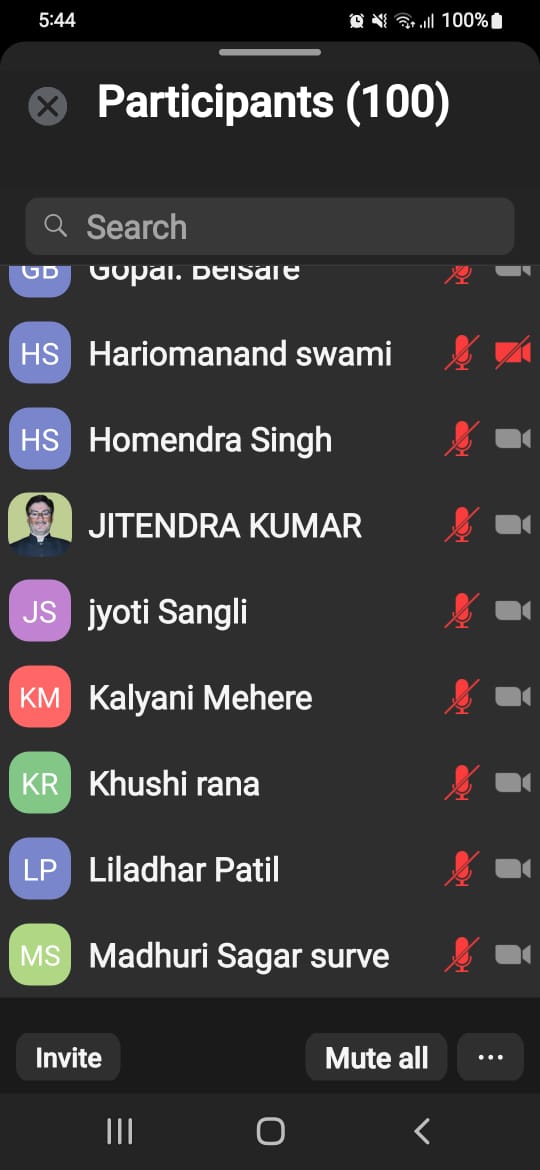 5:44
100%
Participants (100)
Search
GB Gopal. Belsare
HS Hariomanand swami
HS Homendra Singh
JITENDRA KUMAR
JS jyoti Sangli
KM Kalyani Mehere
KR Khushi rana
LP Liladhar Patil
MS Madhuri Sagar surve
Invite Mute all ...